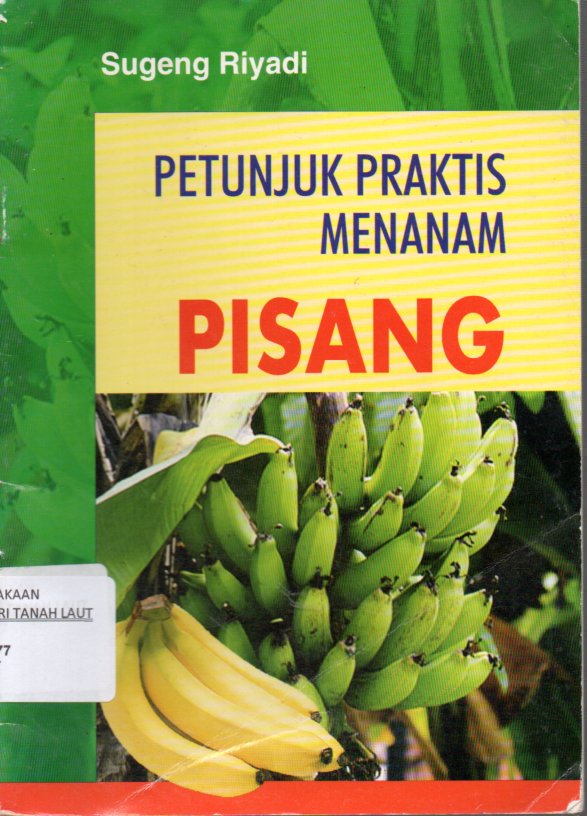 Sugeng Riyadi
PETUNJUK PRAKTIS
MENANAM
PISANG
AKAAN
RI TANAH LAUT
77